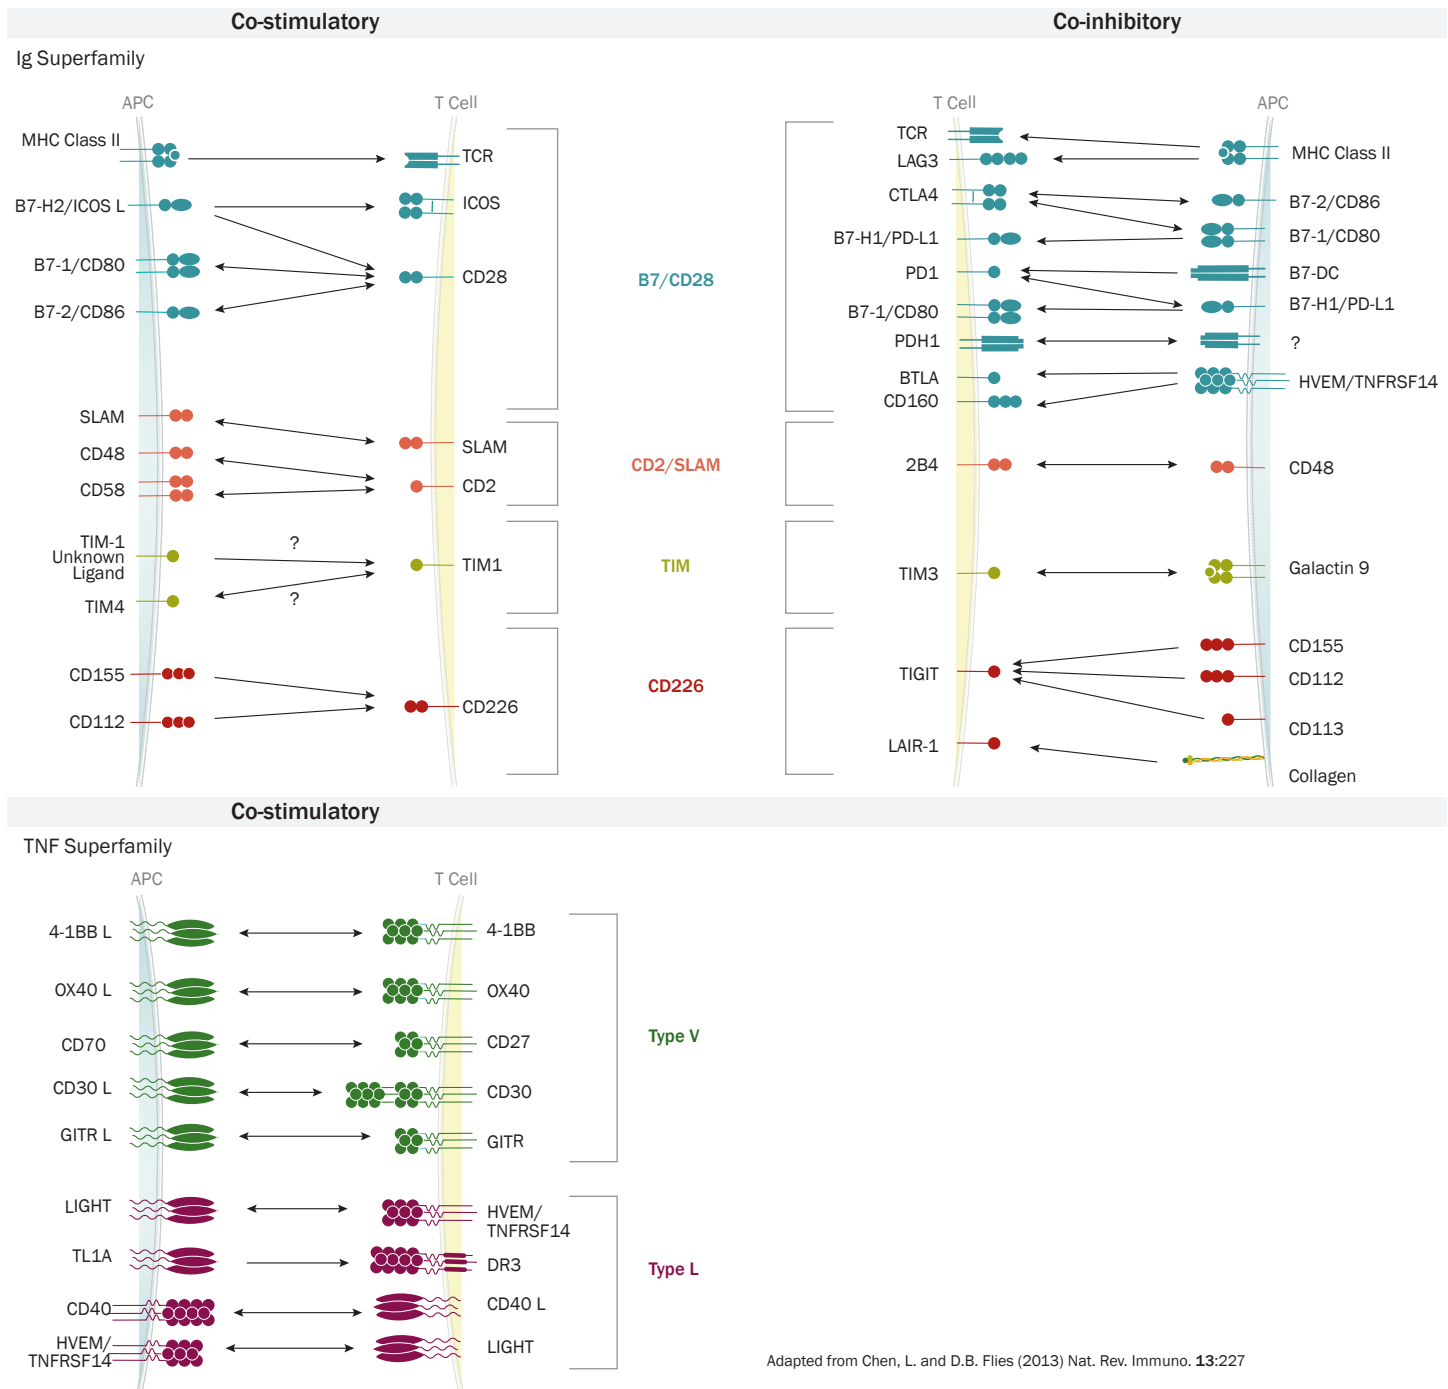 Co-stimulatory
Co-inhibitory
Ig Superfamily
APC
T Cell
MHC Class II
TCR
B7-H2/ICOS L
ICOS
B7-1/CD80
CD28
B7-2/CD86
B7/CD28
SLAM
SLAM
CD48
CD58
CD2
CD2/SLAM
TIM-1
Unknown
Ligand
?
TIM1
TIM4
?
TIM
CD155
CD112
CD226
CD226
T Cell
APC
TCR
LAG3
MHC Class II
CTLA4
B7-2/CD86
B7-1/CD80
B7-H1/PD-L1
PD1
B7-DC
B7-H1/PD-L1
B7-1/CD80
PDH1
?
BTLA
HVEM/TNFRSF14
CD160
2B4
CD48
TIM3
Galactin 9
CD155
TIGIT
CD112
CD113
LAIR-1
Collagen
Co-stimulatory
TNF Superfamily
APC
T Cell
4-1BB L
4-1BB
OX40 L
OX40
CD70
CD27
CD30 L
CD30
GITR L
GITR
Type V
LIGHT
HVEM/
TNFRSF14
TL1A
DR3
CD40
CD40 L
HVEM/
TNFRSF14
LIGHT
Type L
Adapted from Chen, L. and D.B. Flies (2013) Nat. Rev. Immuno. 13:227